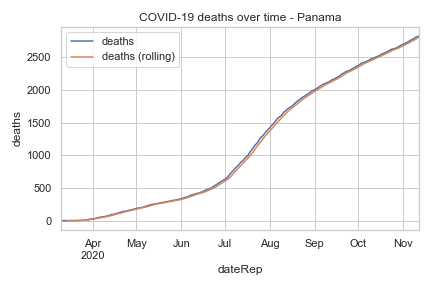 COVID-19 deaths over time - Panama
deaths
deaths (rolling)
2500
2000
1500
1000
500
0
deaths
Apr May Jun Jul Aug Sep Oct Nov
2020
dateRep